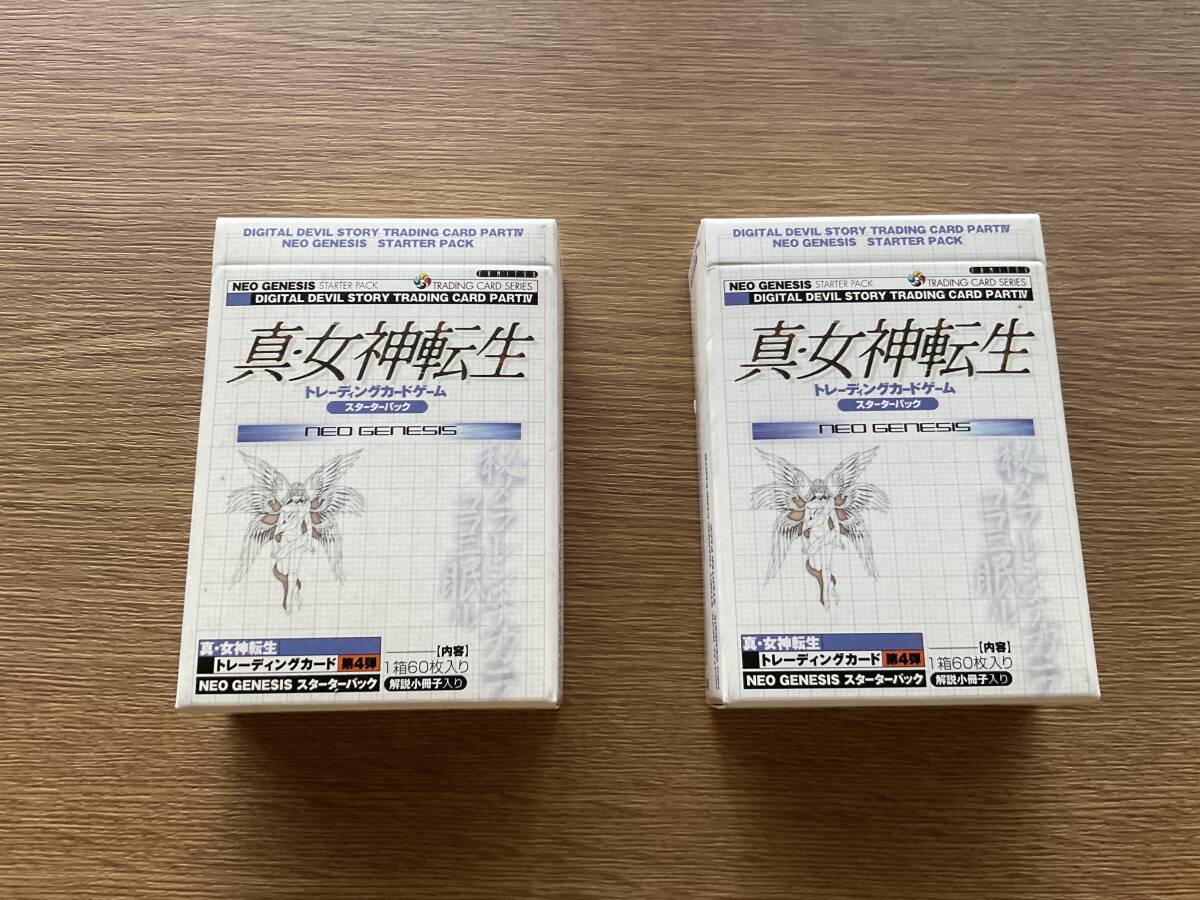 DIGITAL DEVIL STORY TRADING CARD PARTⅣ
NEO GENESIS STARTER PACK
FAMITSU
NEO GENESIS STARTER PACK TRADING CARD SERIES
DIGITAL DEVIL STORY TRADING CARD PARTⅣ
真・女神転生
トレーディングカードゲーム
スターターパック
NEO GENESIS
真・女神転生
トレーディングカード 第4弾
NEO GENESIS スターターパック
【内容】
1箱60枚入り
解説小冊子入り
DIGITAL DEVIL STORY TRADING CARD PARTⅣ
NEO GENESIS STARTER PACK
FAMITSU
NEO GENESIS STARTER PACK TRADING CARD SERIES
DIGITAL DEVIL STORY TRADING CARD PARTⅣ
真・女神転生
トレーディングカードゲーム
スターターパック
NEO GENESIS
真・女神転生
トレーディングカード 第4弾
NEO GENESIS スターターパック
【内容】
1箱60枚入り
解説小冊子入り